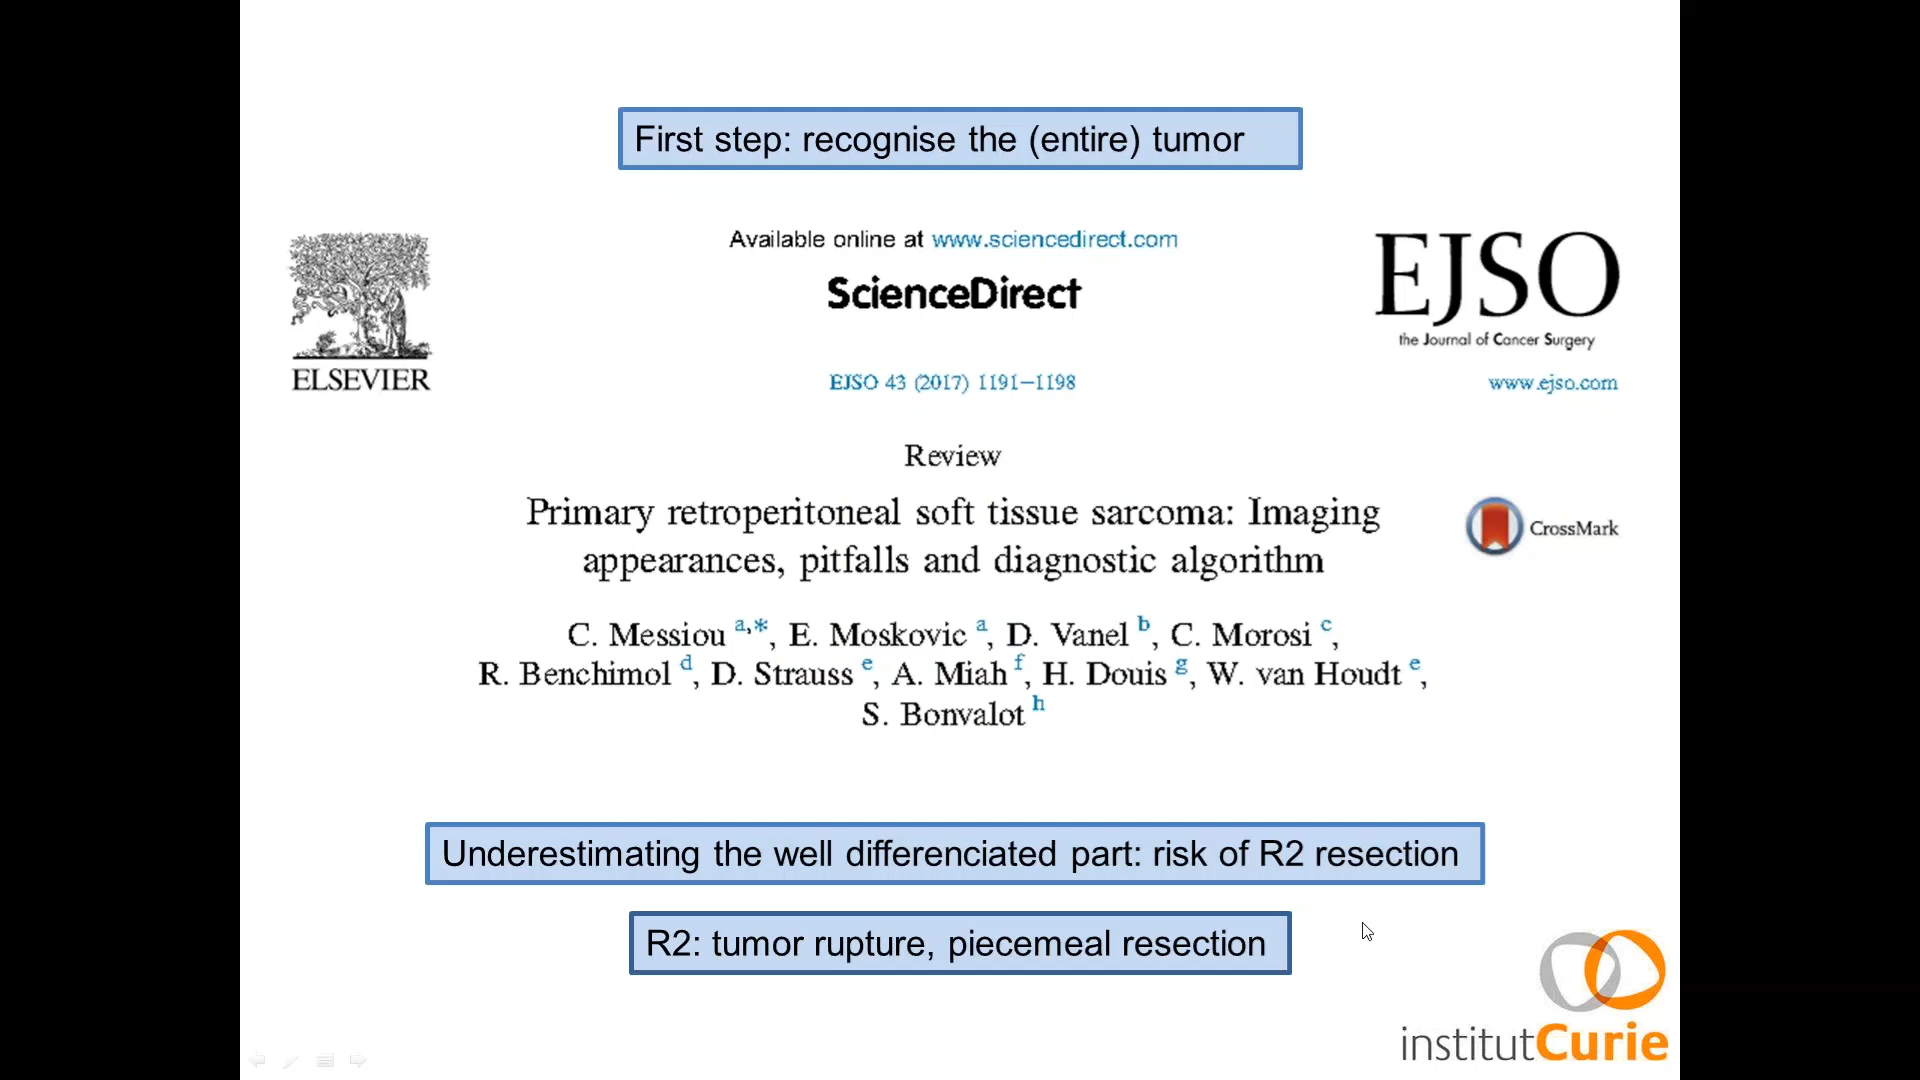 First step: recognise the (entire) tumor
Available online at www.sciencedirect.com
ScienceDirect
ELSEVIER
EJSO
the Journal of Cancer Surgery
EJSO 43 (2017) 1191–1198
www.ejso.com
Review
Primary retroperitoneal soft tissue sarcoma: Imaging
appearances, pitfalls and diagnostic algorithm
CrossMark
C. Messiou a,*, E. Moskovic a, D. Vanel b, C. Morosi c,
R. Benchimol d, D. Strauss e, A. Miah f, H. Douis g, W. van Houdt e,
S. Bonvalot h
Underestimating the well differenciated part: risk of R2 resection
R2: tumor rupture, piecemeal resection
institutCurie